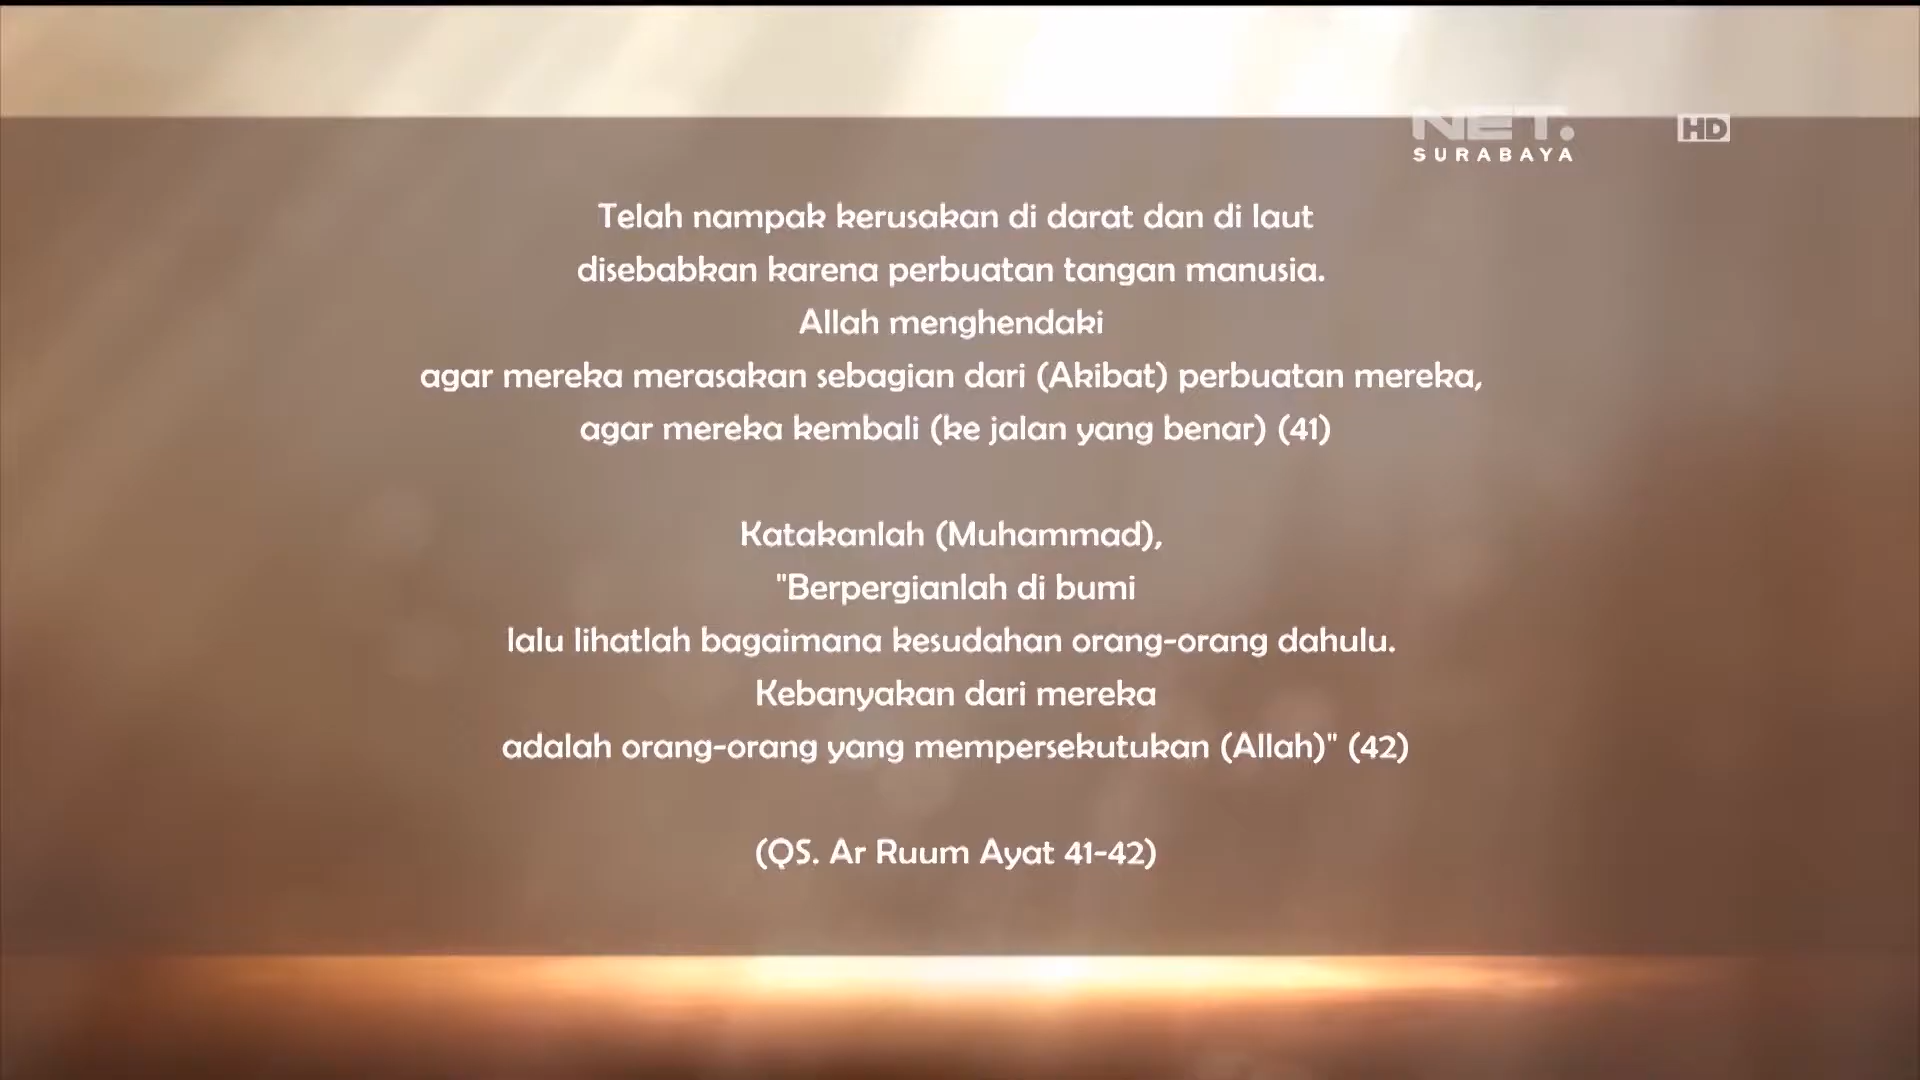 NET.
SURABAYA
HD
Telah nampak kerusakan di darat dan di laut
disebabkan karena perbuatan tangan manusia.
Allah menghendaki
agar mereka merasakan sebagian dari (Akibat) perbuatan mereka,
agar mereka kembali (ke jalan yang benar) (41)
Katakanlah (Muhammad),
"Berpergianlah di bumi
lalu lihatlah bagaimana kesudahan orang-orang dahulu.
Kebanyakan dari mereka
adalah orang-orang yang mempersekutukan (Allah)" (42)
(QS. Ar Ruum Ayat 41-42)